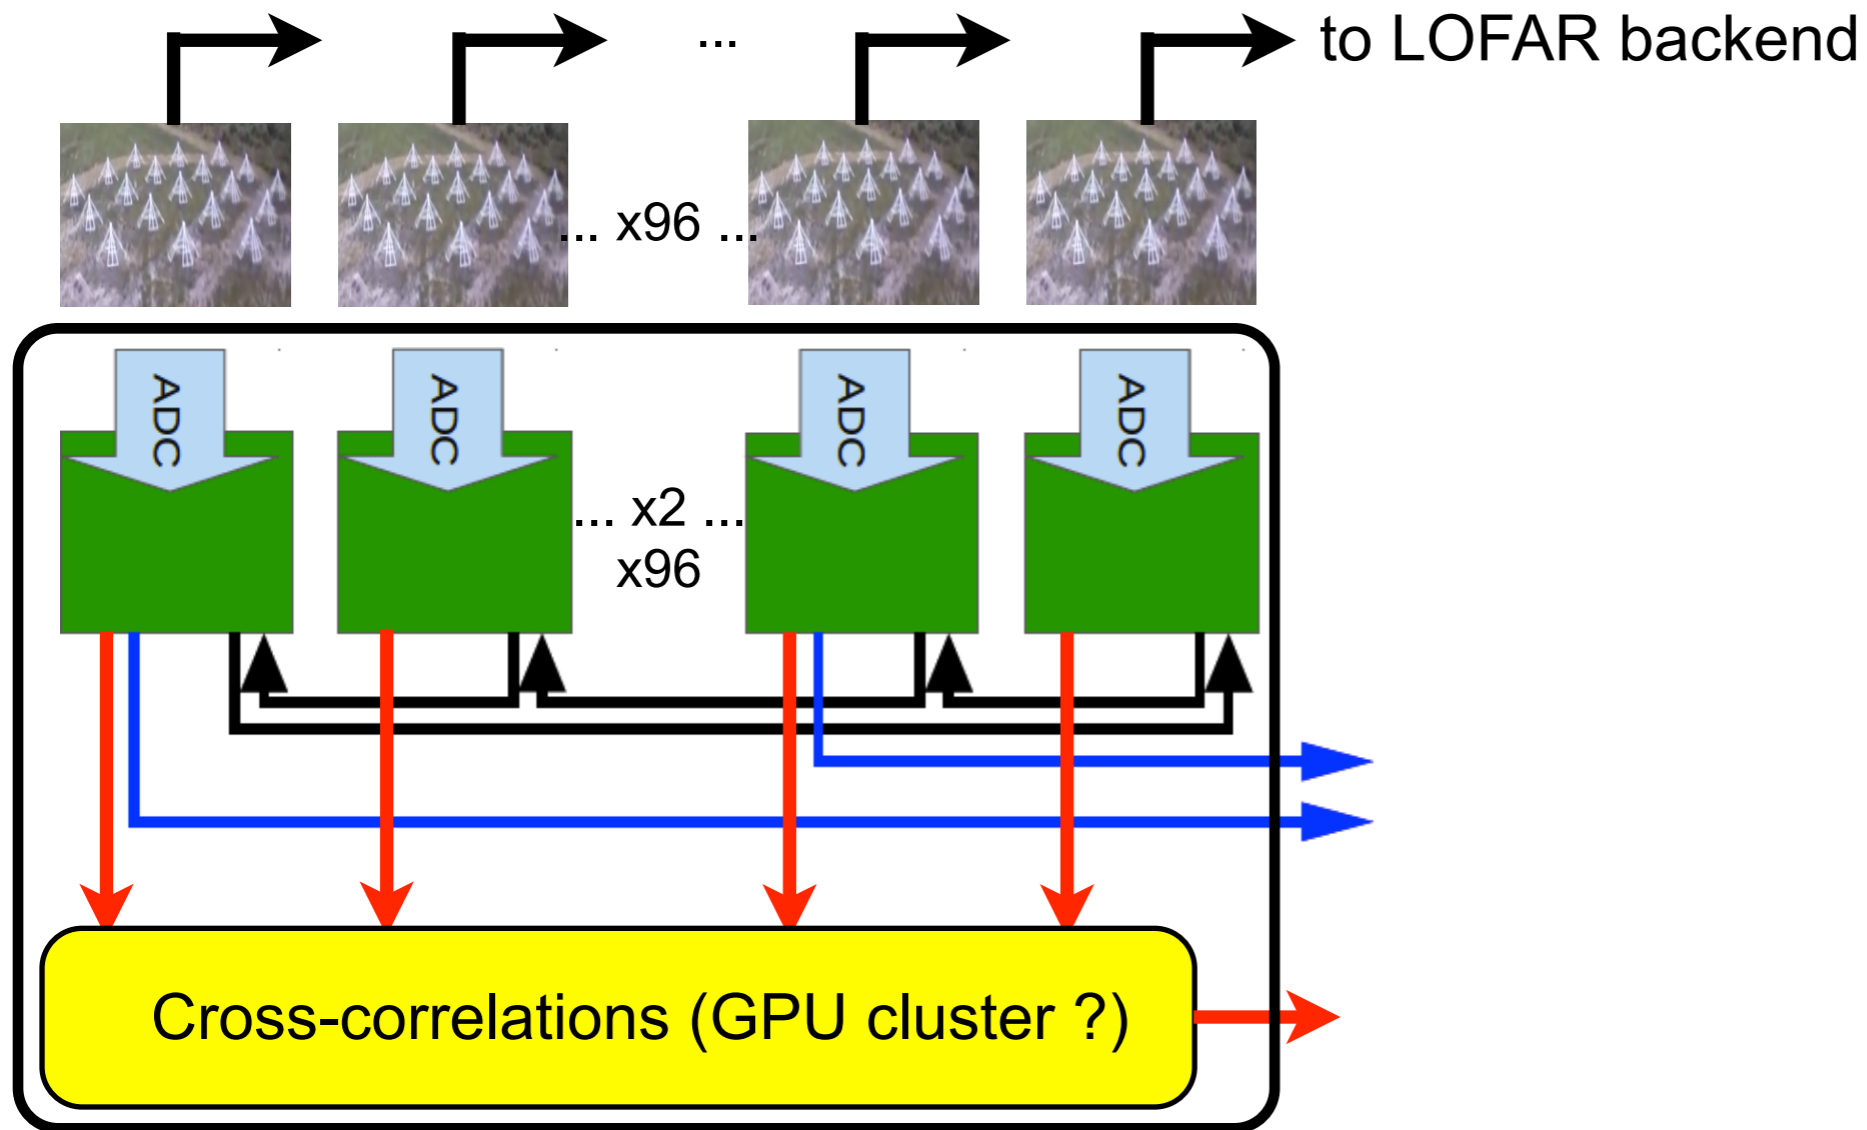 ... to LOFAR backend
... x96 ...
ADC ADC ADC ADC
... x2 ...
x96
Cross-correlations (GPU cluster ?)